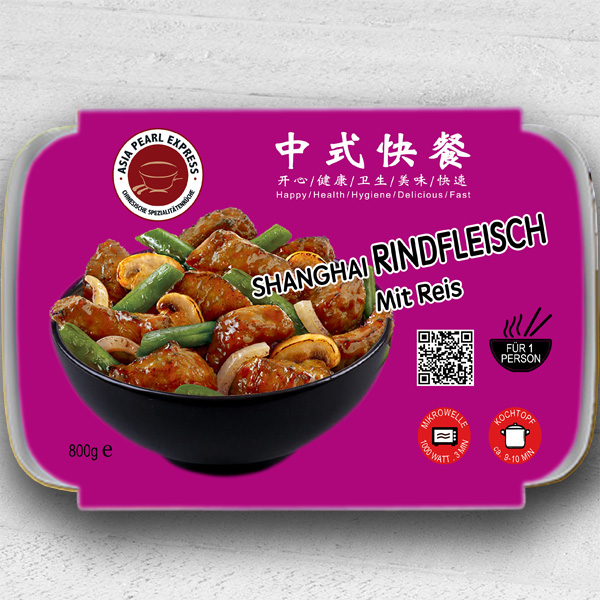 ASIA PEARL EXPRESS
CHINESISCHE SPEZIALITÄTENKÜCHE
中式快餐
开心/健康/卫生/美味/快速
Happy/Health/Hygiene/Delicious/Fast
SHANGHAI RINDFLEISCH
Mit Reis
FÜR 1
PERSON
MIKROWELLE
1000 WATT . 3 MIN
KOCHTOPF
ca. 9-10 MIN
800g e